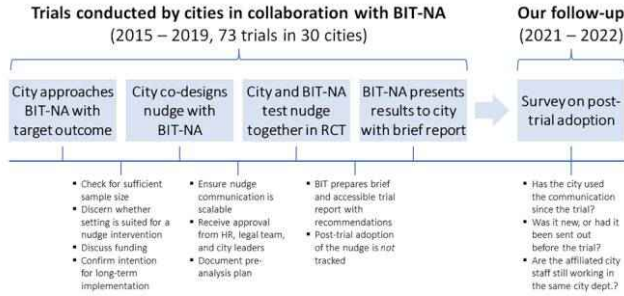 Trials conducted by cities in collaboration with BIT-NA
(2015 – 2019, 73 trials in 30 cities)
Our follow-up
(2021 – 2022)
City approaches
BIT-NA with
target outcome
City co-designs
nudge with
BIT-NA
City and BIT-NA
test nudge
together in RCT
BIT-NA presents
results to city
with brief report
Survey on post-
trial adoption
▪ Check for sufficient
sample size
▪ Discern whether
setting is suited for a
nudge intervention
▪ Discuss funding
▪ Confirm intention
for long-term
implementation
▪ Ensure nudge
communication is
scalable
▪ Receive approval
from HR, legal team,
and city leaders
▪ Document pre-
analysis plan
▪ BIT prepares brief
and accessible trial
report with
recommendations
▪ Post-trial adoption
of the nudge is not
tracked
▪ Has the city used
the communication
since the trial?
▪ Was it new, or had it
been sent out
before the trial?
▪ Are the affiliated city
staff still working in
the same city dept.?